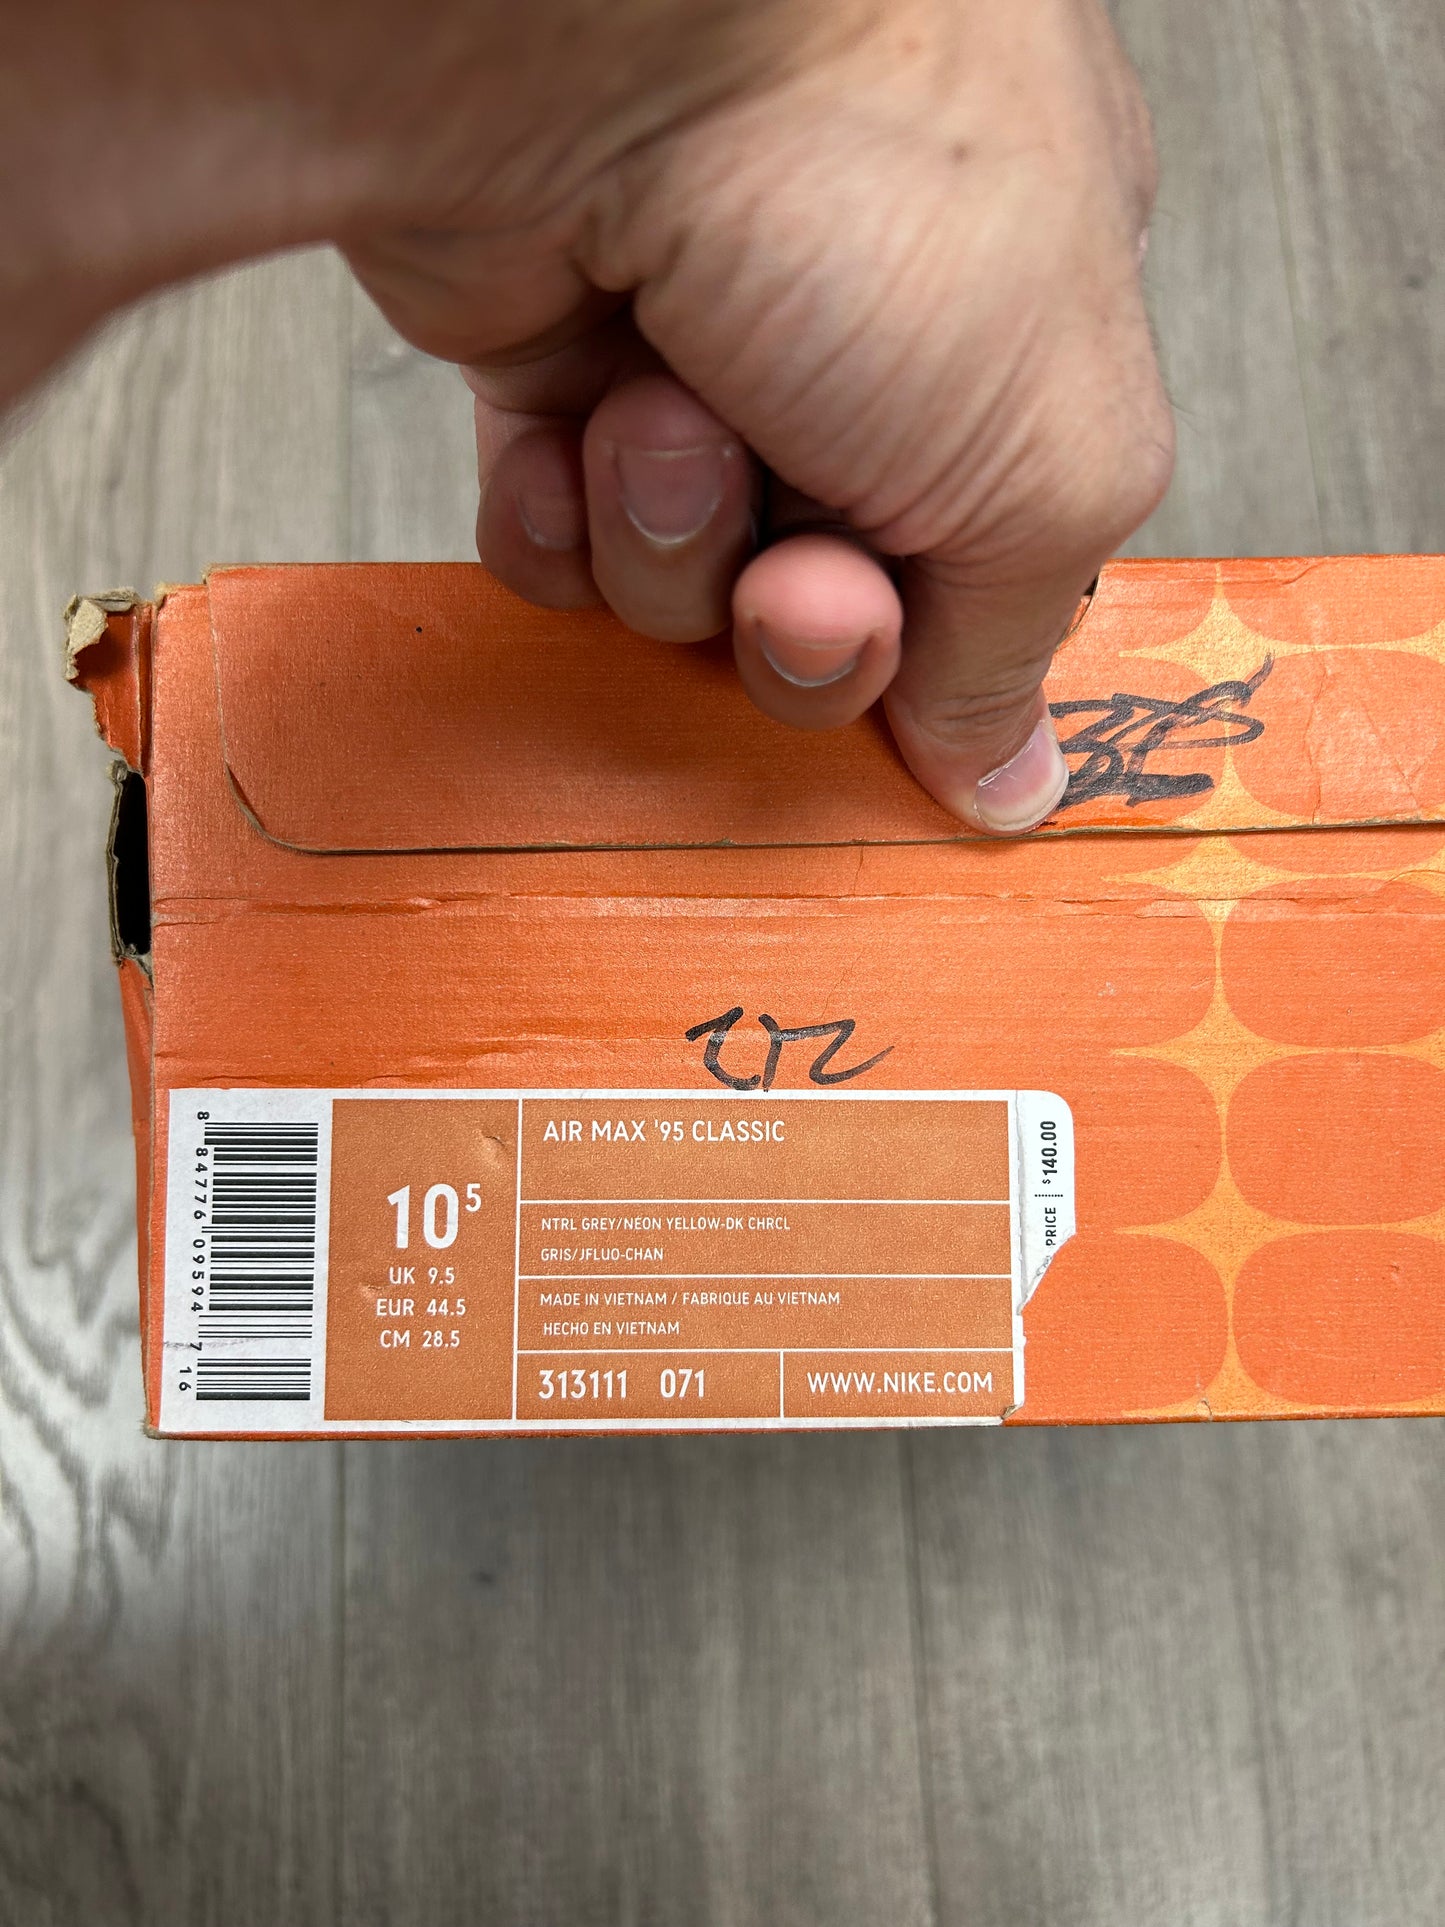 AIR MAX '95 CLASSIC
10⁵
UK 9.5
EUR 44.5
CM 28.5
NTRL GREY/NEON YELLOW-DK CHRCL
GRIS/JFLUO-CHAN
MADE IN VIETNAM / FABRIQUE AU VIETNAM
HECHO EN VIETNAM
313111 071
WWW.NIKE.COM
PRICE $140.00
8 84776 09594 7 16